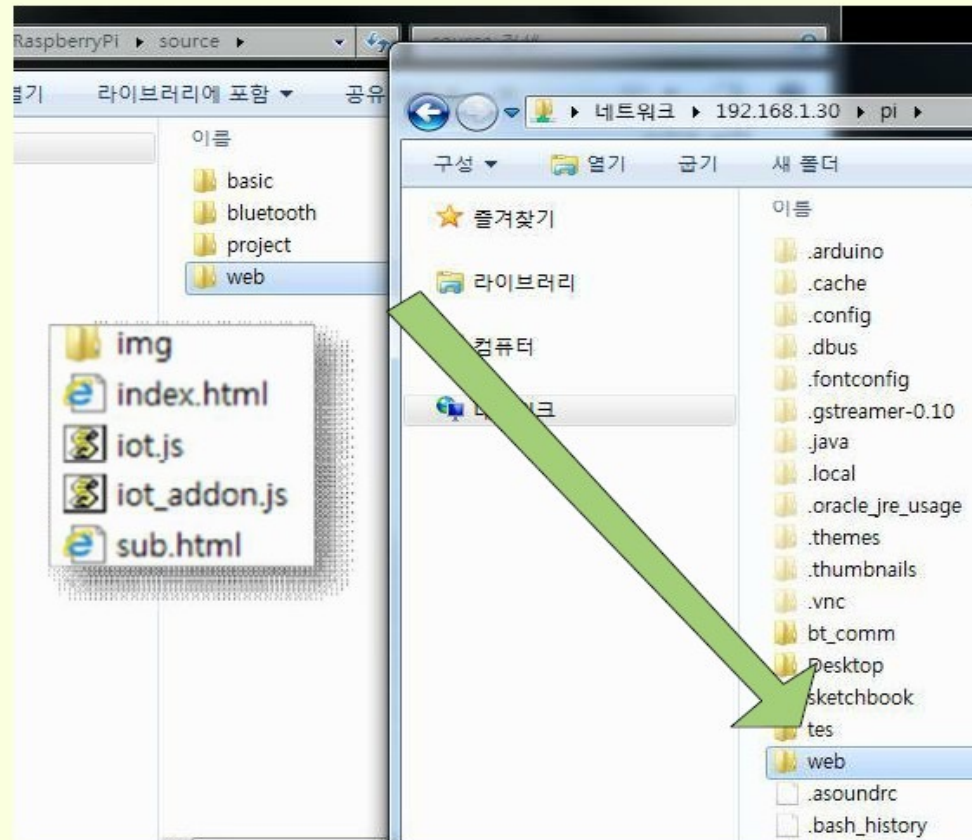 RaspberryPi ▸ source ▸
열기 라이브러리에 포함 ▾ 공유
이름
basic
bluetooth
project
web
img
index.html
iot.js
iot_addon.js
sub.html
네트워크 ▸ 192.168.1.30 ▸ pi ▸
구성 ▾ 열기 굽기 새 폴더
즐겨찾기
라이브러리
컴퓨터
이름
.arduino
.cache
.config
.dbus
.fontconfig
.gstreamer-0.10
.java
.local
.oracle_jre_usage
.themes
.thumbnails
.vnc
bt_comm
Desktop
sketchbook
tes
web
.asoundrc
.bash_history